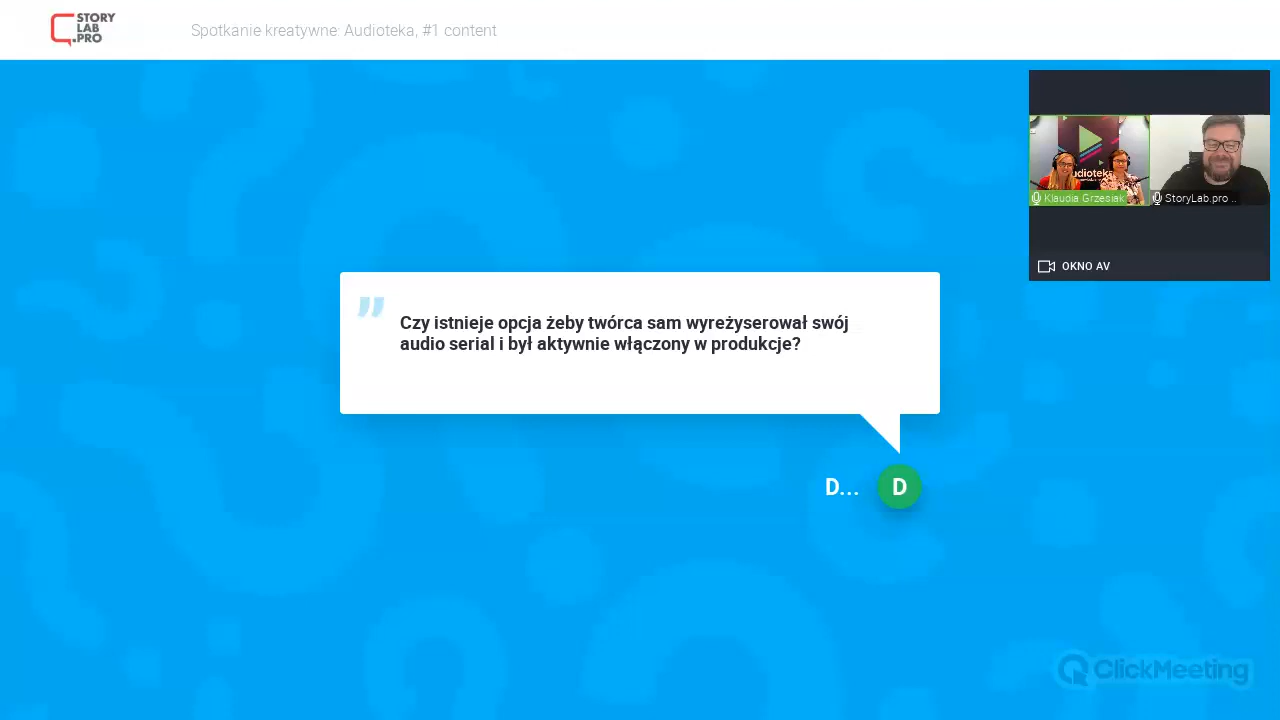 STORY
LAB
.PRO
Spotkanie kreatywne: Audioteka, #1 content
audioteka
Klaudia Grzesiak
StoryLab.pro ..
OKNO AV
Czy istnieje opcja żeby twórca sam wyreżyserował swój
audio serial i był aktywnie włączony w produkcje?
D...
D
ClickMeeting